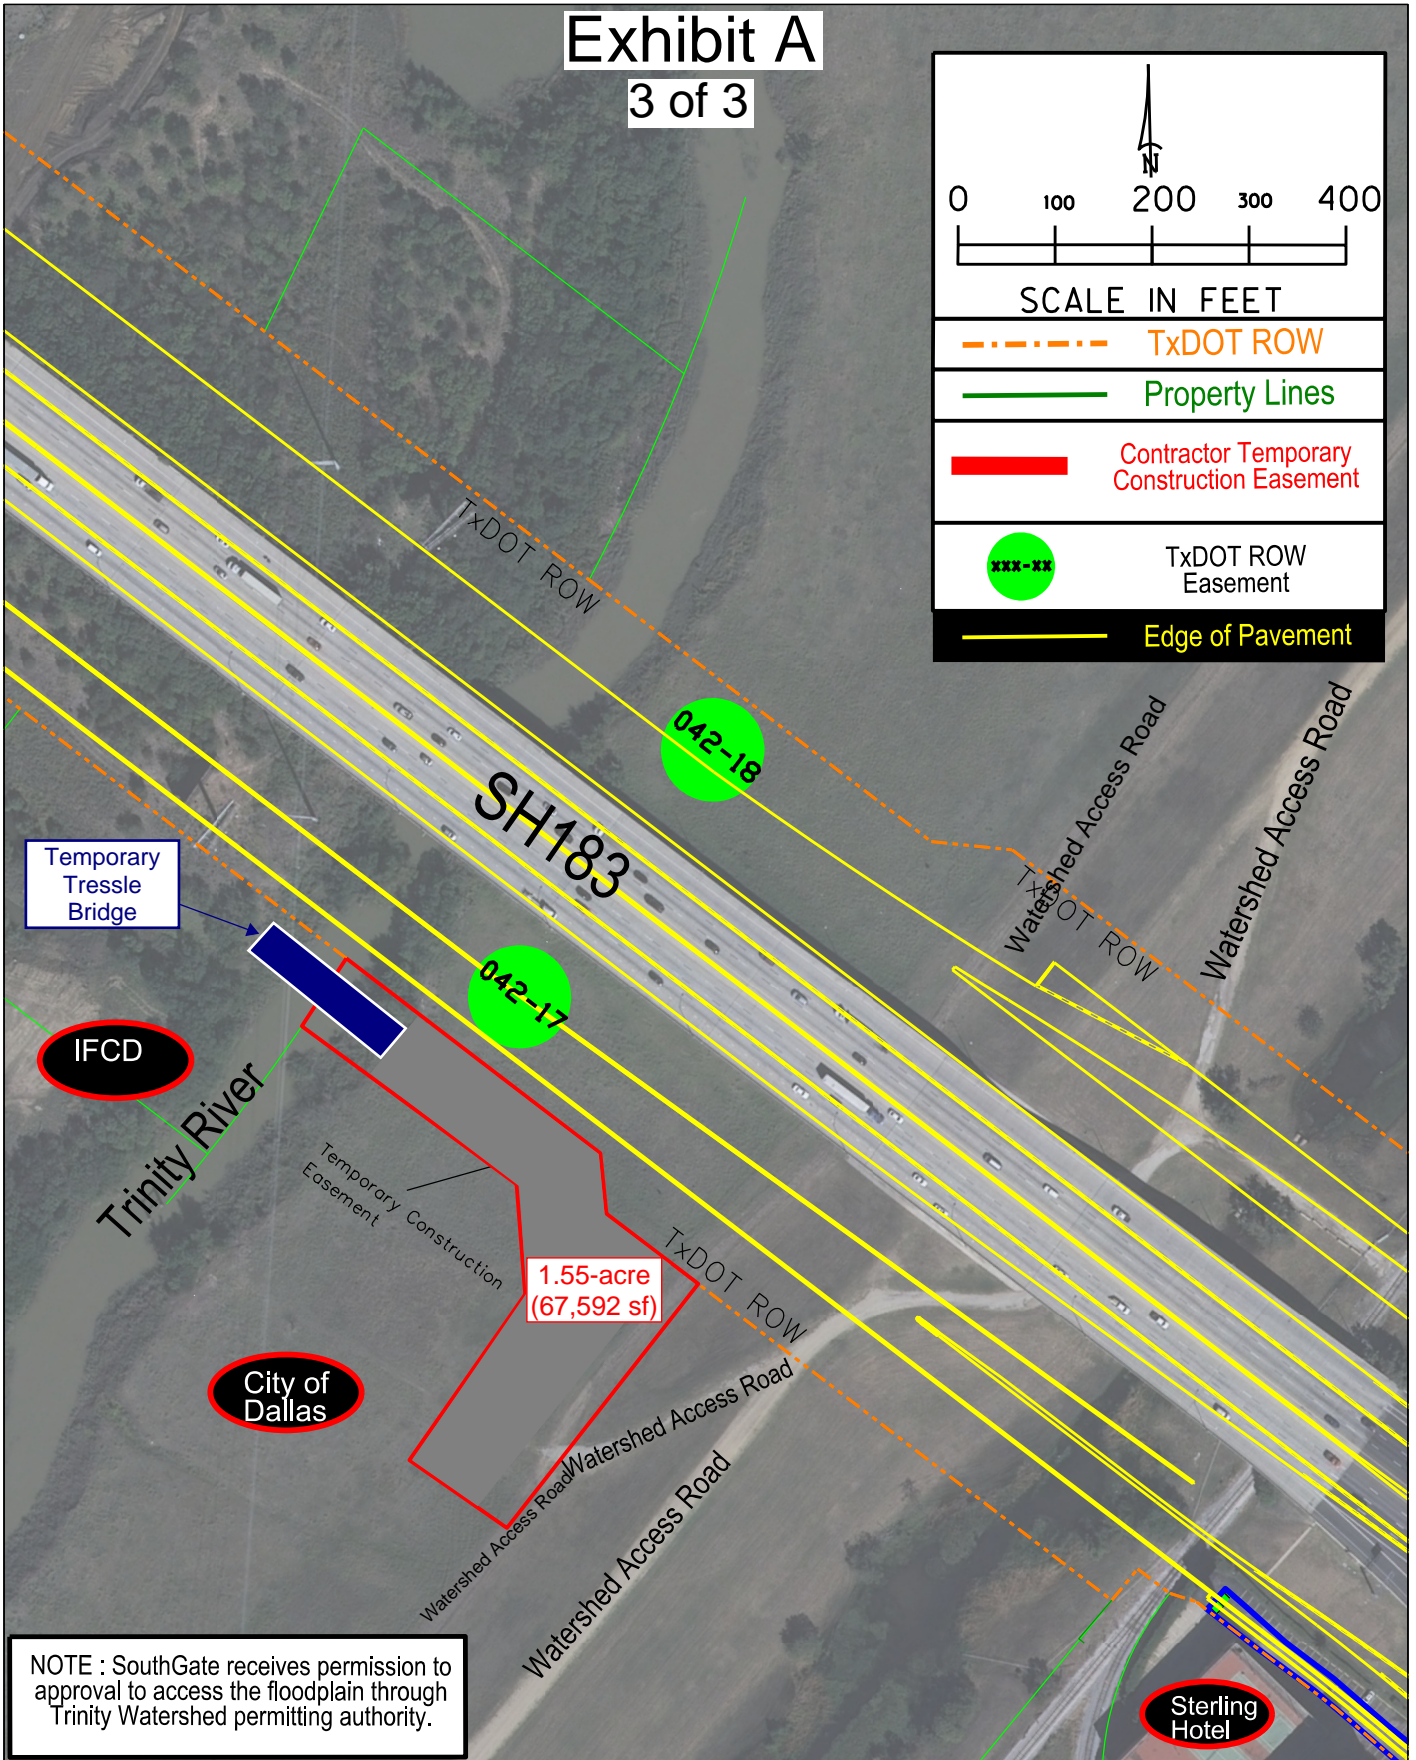 Exhibit A
3 of 3
N
0 100 200 300 400
SCALE IN FEET
TxDOT ROW
Property Lines
Contractor Temporary
Construction Easement
xxx-xx
TxDOT ROW
Easement
Edge of Pavement
TxDOT ROW
042-18
Watershed Access Road
Watershed Access Road
TxDOT ROW
SH183
Temporary
Tressle
Bridge
042-17
IFCD
Trinity River
Temporary Construction
Easement
TxDOT ROW
1.55-acre
(67,592 sf)
City of
Dallas
Watershed Access Road
Watershed Access Road
Watershed Access Road
NOTE : SouthGate receives permission to
approval to access the floodplain through
Trinity Watershed permitting authority.
Sterling
Hotel